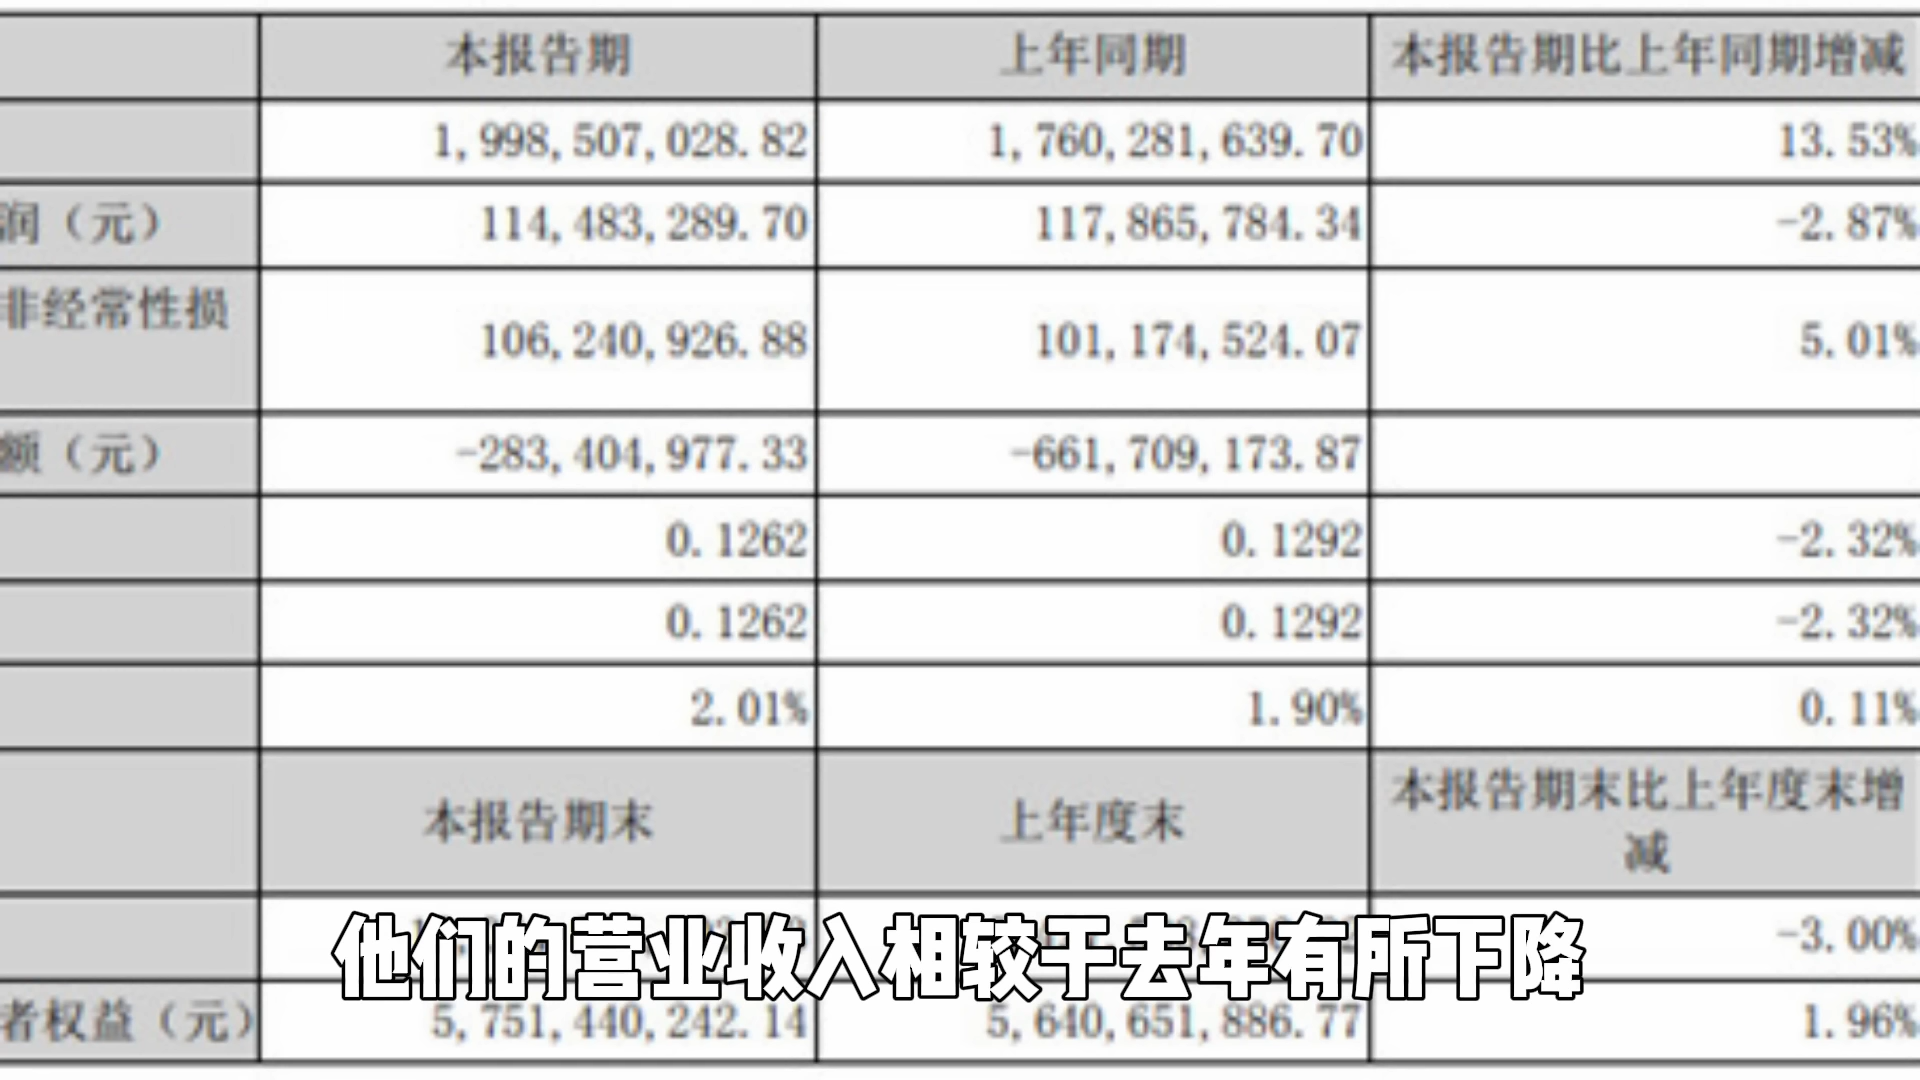 本报告期 上年同期 本报告期比上年同期增减
1,998,507,028.82 1,760,281,639.70 13.53%
润（元） 114,483,289.70 117,865,784.34 -2.87%
非经常性损 106,240,926.88 101,174,524.07 5.01%
额（元） -283,404,977.33 -661,709,173.87
0.1262 0.1292 -2.32%
0.1262 0.1292 -2.32%
2.01% 1.90% 0.11%
本报告期末 上年度末 本报告期末比上年度末增
减
-3.00%
他们的营业收入相较于去年有所下降
者权益（元） 5,751,440,242.14 5,640,651,886.77 1.96%